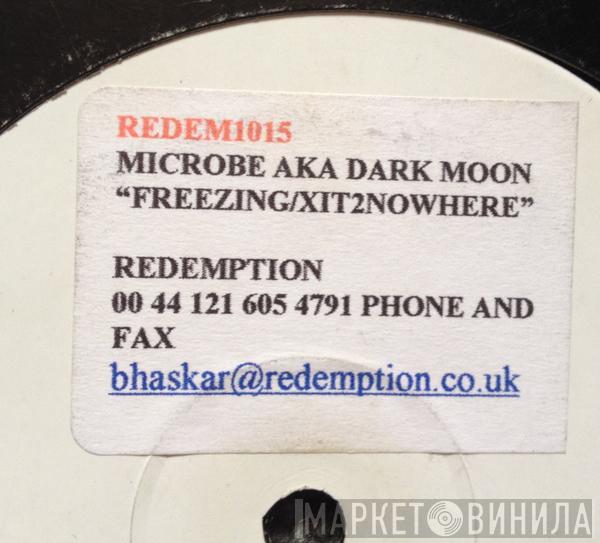 REDEM1015
MICROBE AKA DARK MOON
“FREEZING/XIT2NOWHERE”
REDEMPTION
00 44 121 605 4791 PHONE AND
FAX
bhaskar@redemption.co.uk
МАРКЕТ ВИНИЛА